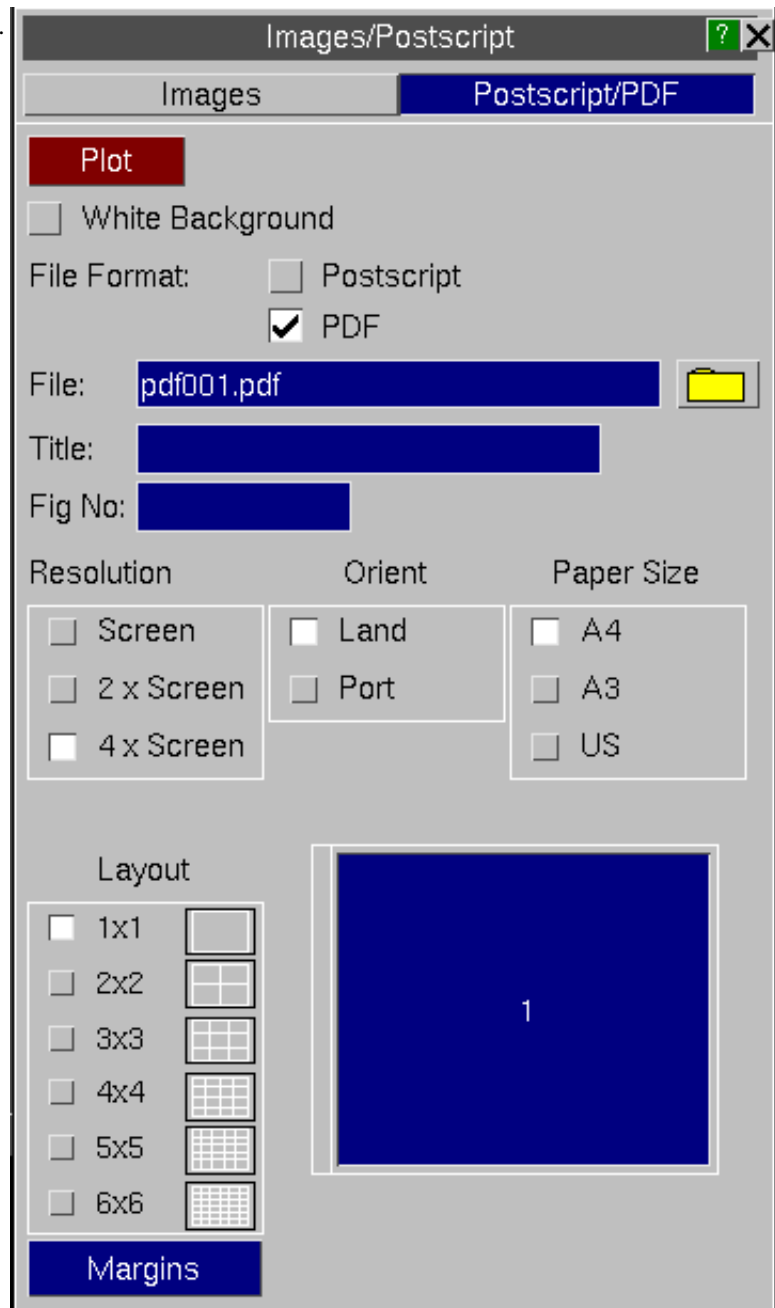 Images/Postscript ? X
Images Postscript/PDF
Plot
White Background
File Format: Postscript
PDF
File: pdf001.pdf
Title:
Fig No:
Resolution Orient Paper Size
Screen Land A4
2 x Screen Port A3
4 x Screen US
Layout
1x1
2x2
3x3
4x4
5x5
6x6
1
Margins